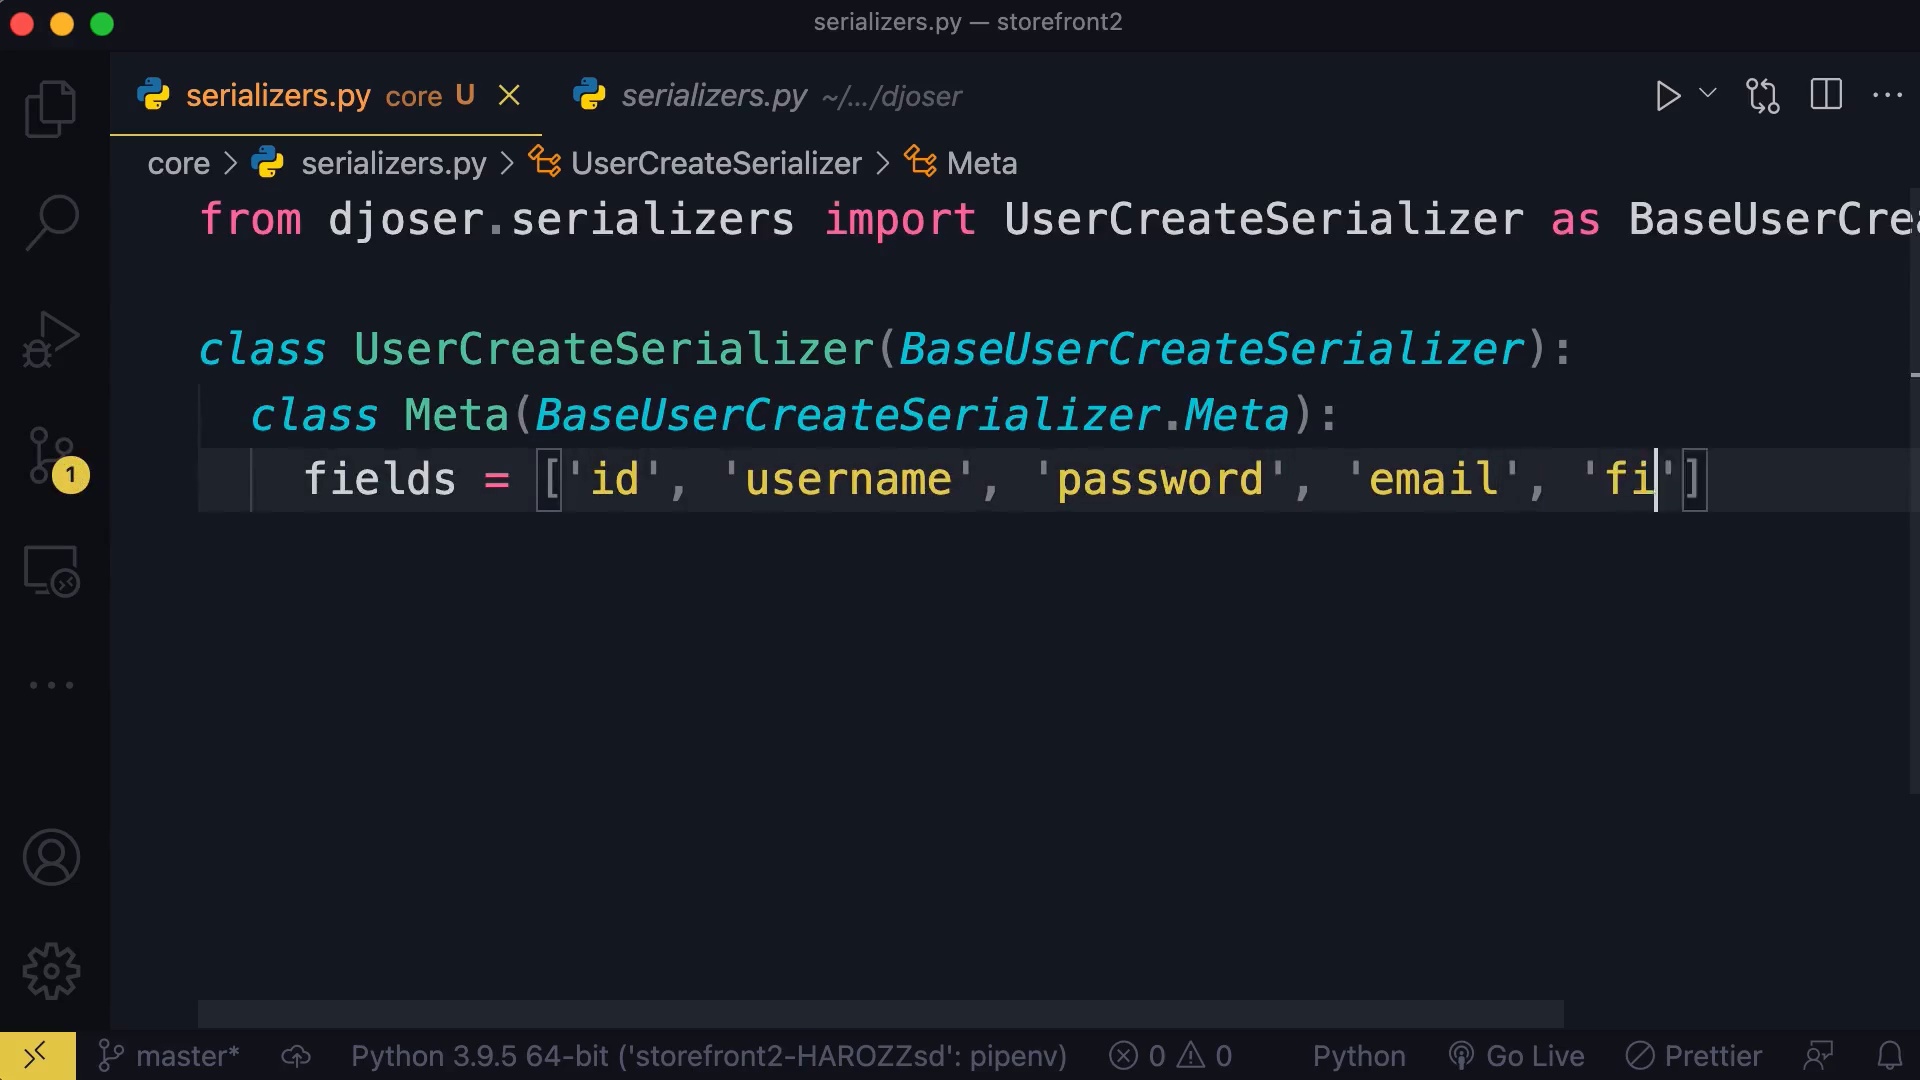 serializers.py — storefront2
serializers.py core U serializers.py ~/.../djoser
core > serializers.py > UserCreateSerializer > Meta
from djoser.serializers import UserCreateSerializer as BaseUserCrea
class UserCreateSerializer(BaseUserCreateSerializer):
class Meta(BaseUserCreateSerializer.Meta):
fields = ['id', 'username', 'password', 'email', 'fi']
1
master* Python 3.9.5 64-bit ('storefront2-HAROZZsd': pipenv) 0 0 Python Go Live Prettier